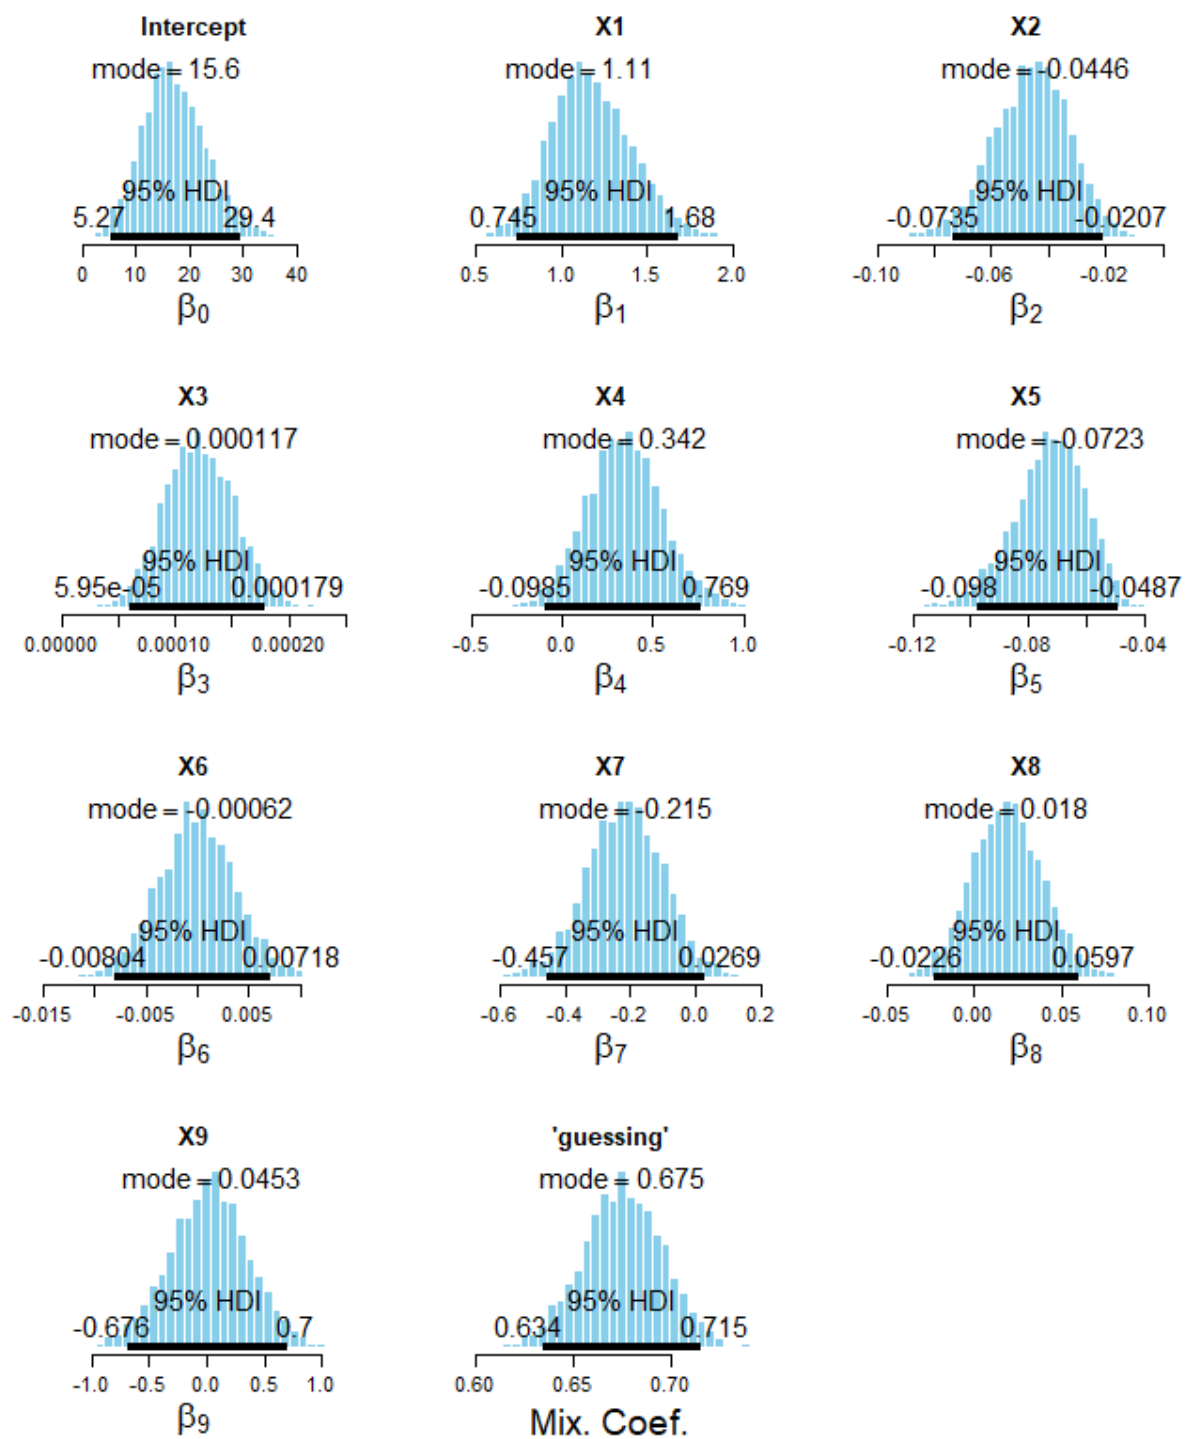 Intercept
mode = 15.6
95% HDI
5.27 29.4
0 10 20 30 40
β0
X1
mode = 1.11
95% HDI
0.745 1.68
0.5 1.0 1.5 2.0
β1
X2
mode = -0.0446
95% HDI
-0.0735 -0.0207
-0.10 -0.06 -0.02
β2
X3
mode = 0.000117
95% HDI
5.95e-05 0.000179
0.00000 0.00010 0.00020
β3
X4
mode = 0.342
95% HDI
-0.0985 0.769
-0.5 0.0 0.5 1.0
β4
X5
mode = -0.0723
95% HDI
-0.098 -0.0487
-0.12 -0.08 -0.04
β5
X6
mode = -0.00062
95% HDI
-0.00804 0.00718
-0.015 -0.005 0.005
β6
X7
mode = -0.215
95% HDI
-0.457 0.0269
-0.6 -0.4 -0.2 0.0 0.2
β7
X8
mode = 0.018
95% HDI
-0.0226 0.0597
-0.05 0.00 0.05 0.10
β8
X9
mode = 0.0453
95% HDI
-0.676 0.7
-1.0 -0.5 0.0 0.5 1.0
β9
'guessing'
mode = 0.675
95% HDI
0.634 0.715
0.60 0.65 0.70
Mix. Coef.